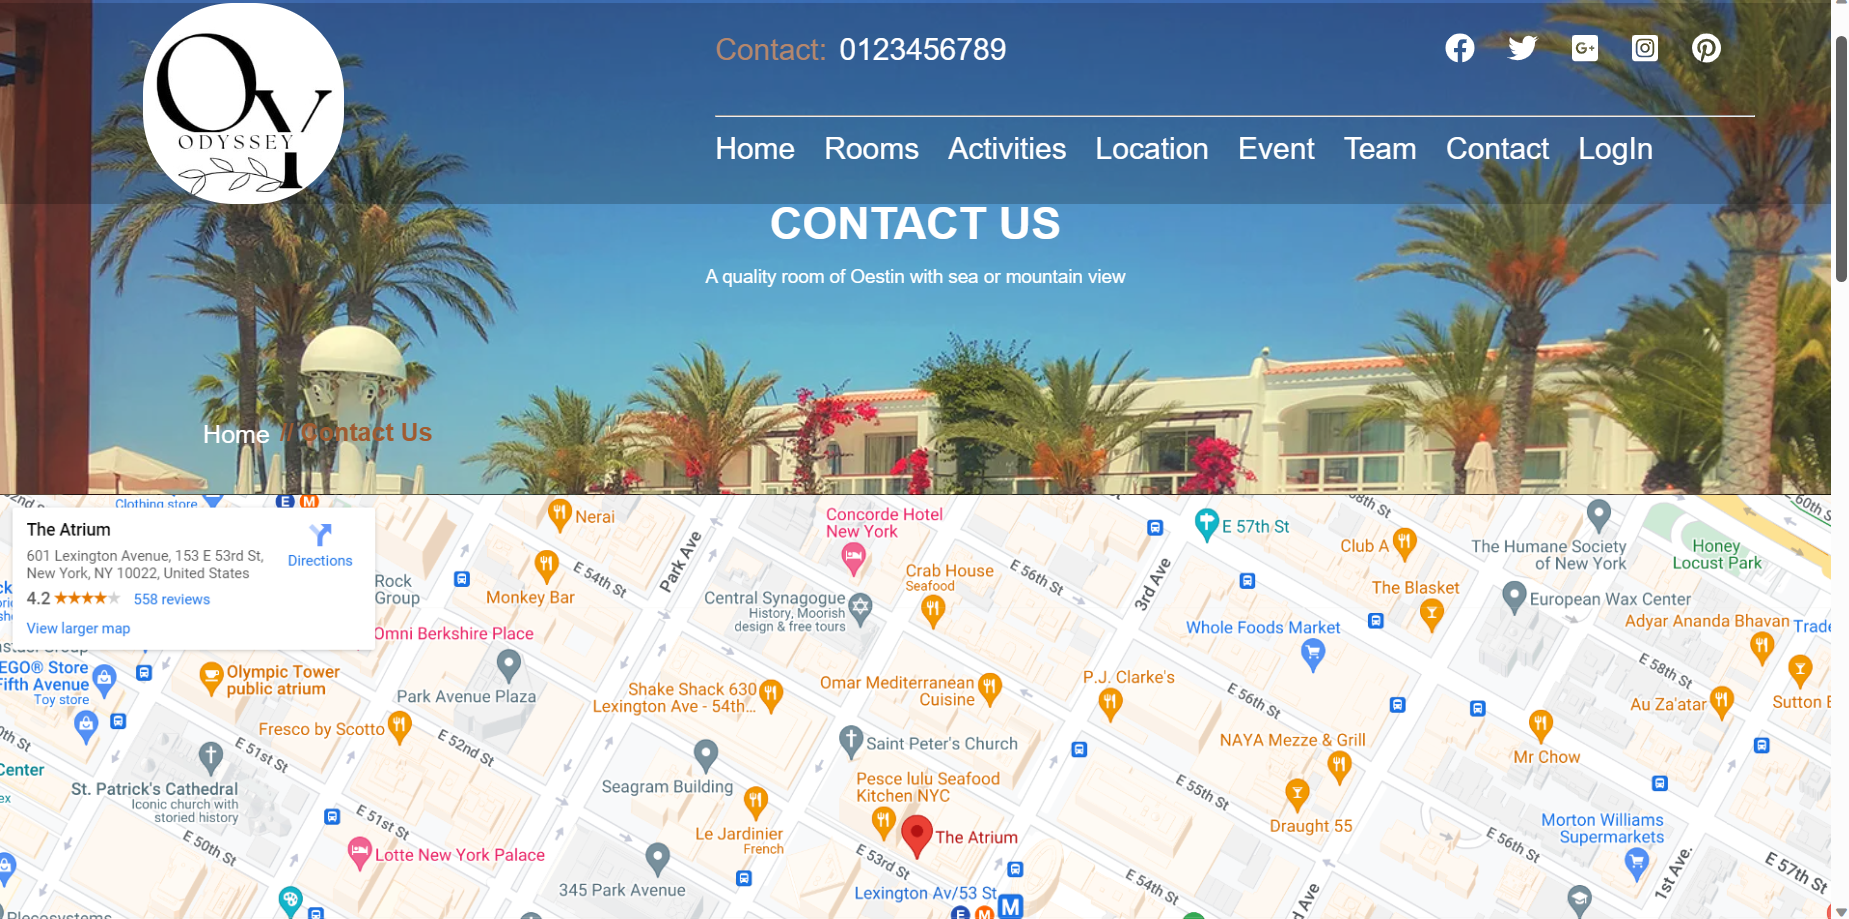 OY
ODYSSEY
Contact: 0123456789
Home Rooms Activities Location Event Team Contact LogIn
CONTACT US
A quality room of Oestin with sea or mountain view
Home // Contact Us
The Atrium
601 Lexington Avenue, 153 E 53rd St,
New York, NY 10022, United States
4.2
558 reviews
View larger map
Directions
Clothing store
E M
Nerai
Concorde Hotel
New York
E 57th St
Club A
The Humane Society
of New York
Honey
Locust Park
E 60th St
Rock
Group
Monkey Bar
E 54th St
Park Ave
Central Synagogue
History, Moorish
design & free tours
Crab House
Seafood
E 56th St
3rd Ave
The Blasket
European Wax Center
Whole Foods Market
Adyar Ananda Bhavan
Omni Berkshire Place
Olympic Tower
public atrium
Toy store
Park Avenue Plaza
Shake Shack 630
Lexington Ave - 54th...
Omar Mediterranean
Cuisine
P.J. Clarke's
E 56th St
E 58th St
Au Za'atar
Sutton
Fresco by Scotto
E 52nd St
E 51st St
Saint Peter's Church
NAYA Mezze & Grill
Mr Chow
St. Patrick's Cathedral
Iconic church with
storied history
Seagram Building
Pesce lulu Seafood
Kitchen NYC
E 55th St
Le Jardinier
French
The Atrium
Draught 55
Morton Williams
Supermarkets
E 51st St
E 50th St
Lotte New York Palace
E 53rd St
E 56th St
345 Park Avenue
Lexington Av/53 St
M
E M
E 54th St
3rd Ave
1st Ave.
E 57th St